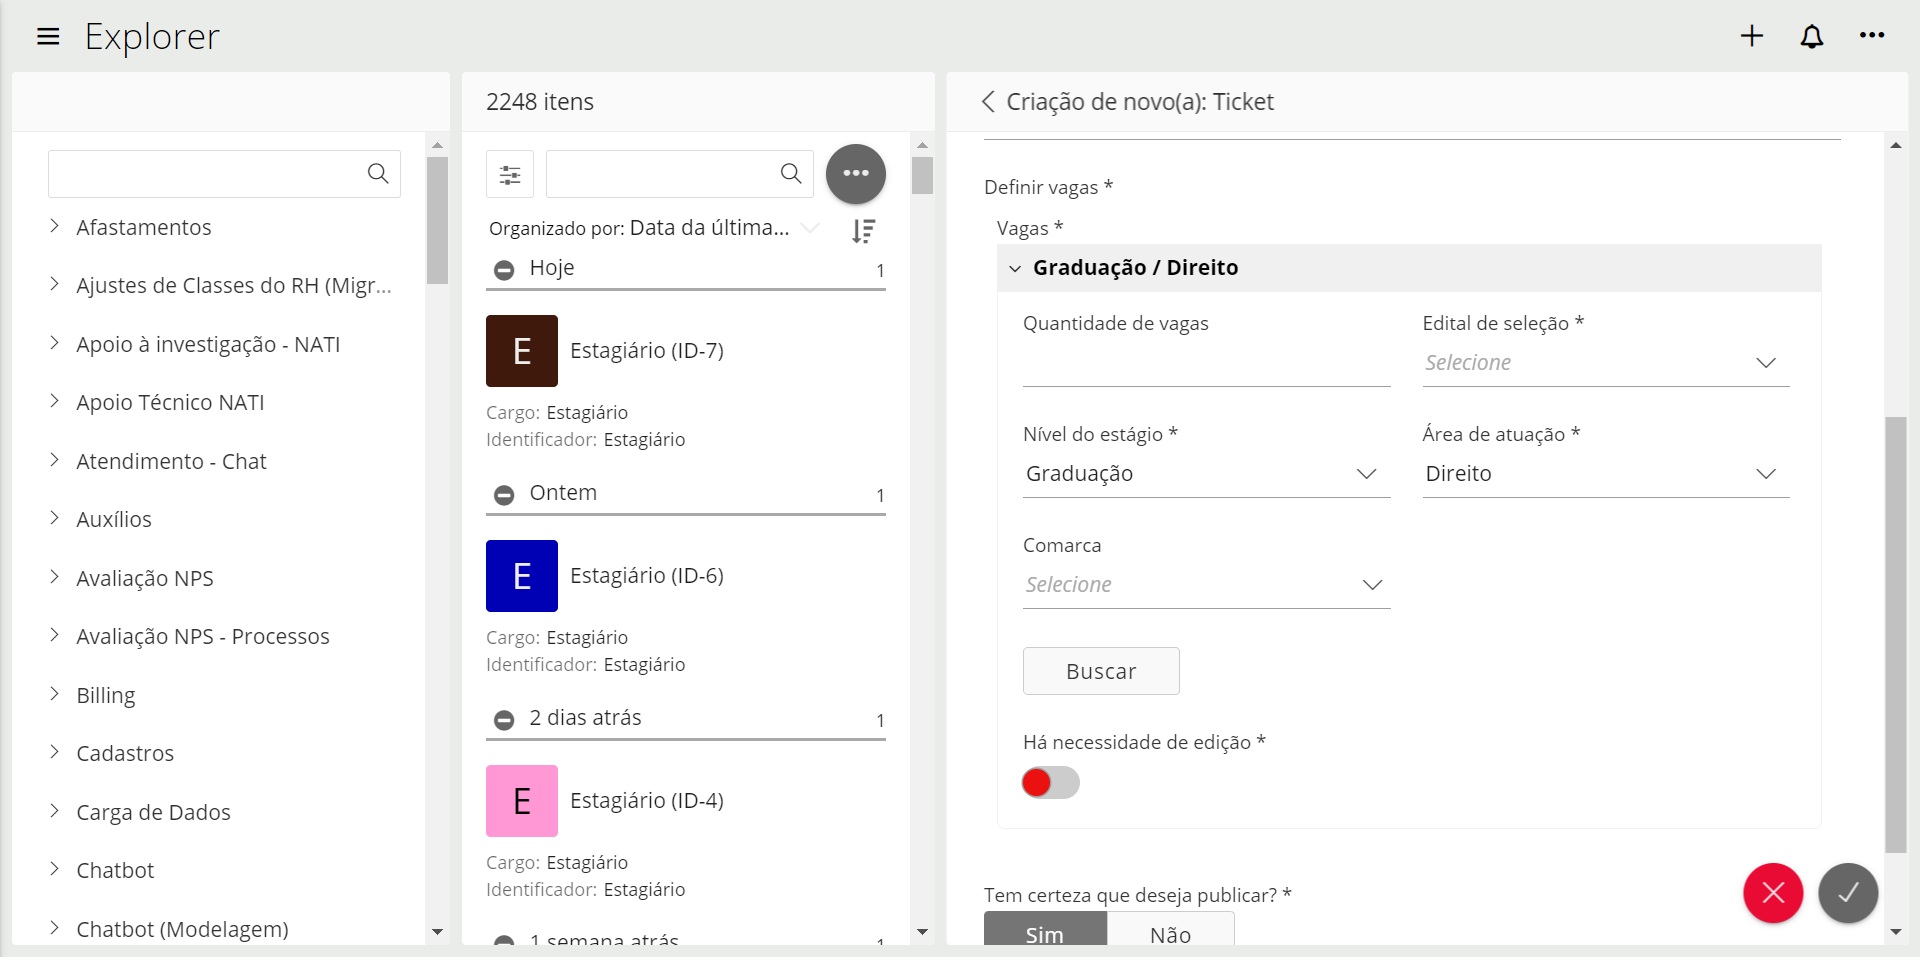 Explorer
2248 itens
Criação de novo(a): Ticket
Afastamentos
Ajustes de Classes do RH (Migr...
Apoio à investigação - NATI
Apoio Técnico NATI
Atendimento - Chat
Auxílios
Avaliação NPS
Avaliação NPS - Processos
Billing
Cadastros
Carga de Dados
Chatbot
Chatbot (Modelagem)
Organizado por: Data da última...
Hoje 1
E Estagiário (ID-7)
Cargo: Estagiário
Identificador: Estagiário
Ontem 1
E Estagiário (ID-6)
Cargo: Estagiário
Identificador: Estagiário
2 dias atrás 1
E Estagiário (ID-4)
Cargo: Estagiário
Identificador: Estagiário
1 semana atrás 1
Definir vagas *
Vagas *
Graduação / Direito
Quantidade de vagas
Edital de seleção *
Selecione
Nível do estágio *
Graduação
Área de atuação *
Direito
Comarca
Selecione
Buscar
Há necessidade de edição *
Tem certeza que deseja publicar? *
Sim Não